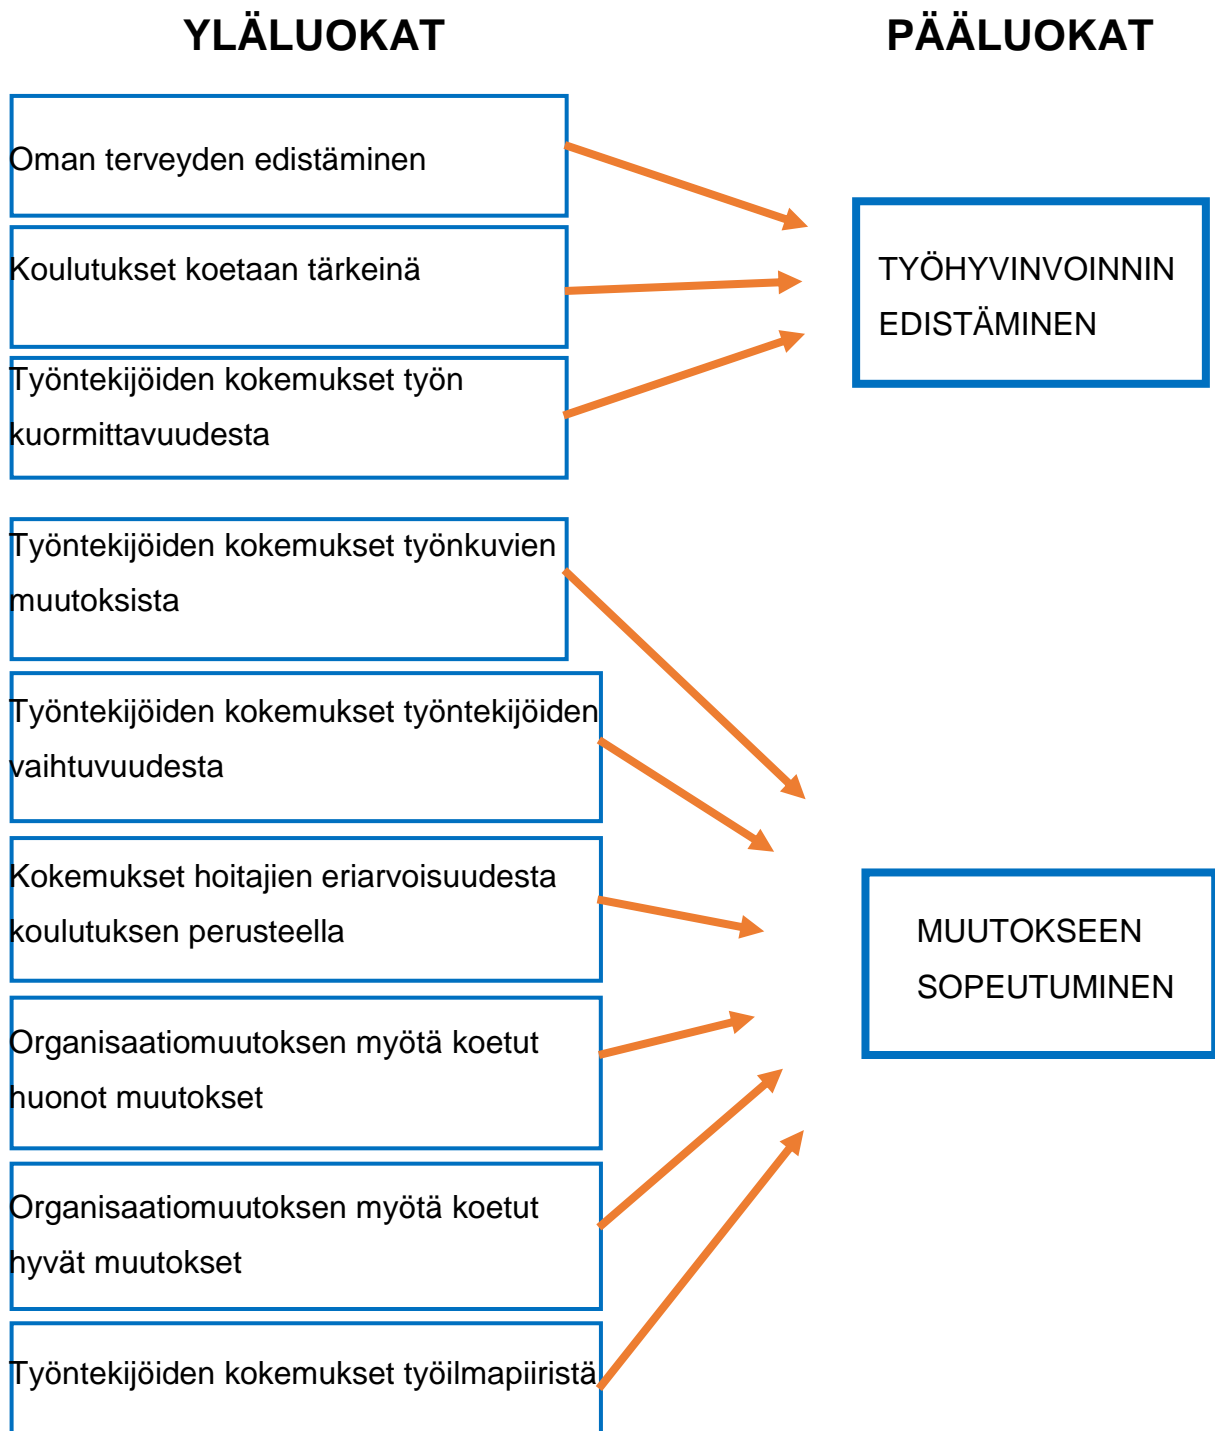 YLÄLUOKAT
PÄÄLUOKAT
Oman terveyden edistäminen
Koulutukset koetaan tärkeinä
Työntekijöiden kokemukset työn
kuormittavuudesta
TYÖHYVINVOINNIN
EDISTÄMINEN
Työntekijöiden kokemukset työnkuvien
muutoksista
Työntekijöiden kokemukset työntekijöiden
vaihtuvuudesta
Kokemukset hoitajien eriarvoisuudesta
koulutuksen perusteella
Organisaatiomuutoksen myötä koetut
huonot muutokset
Organisaatiomuutoksen myötä koetut
hyvät muutokset
Työntekijöiden kokemukset työilmapiiristä
MUUTOKSEEN
SOPEUTUMINEN